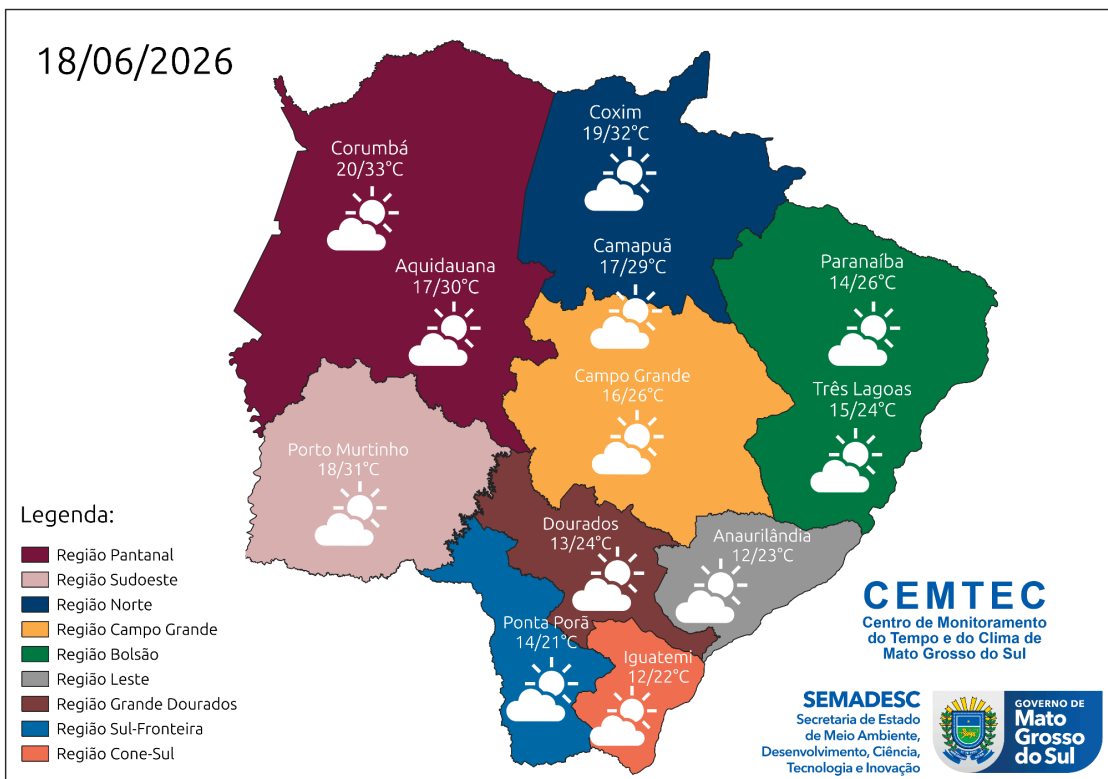 18/06/2026
Coxim
19/32°C
Corumbá
20/33°C
Camapuã
17/29°C
Aquidauana
17/30°C
Paranaíba
14/26°C
Campo Grande
16/26°C
Três Lagoas
15/24°C
Porto Murtinho
18/31°C
Dourados
13/24°C
Anaurilândia
12/23°C
Ponta Porã
14/21°C
Iguatemi
12/22°C
Legenda:
Região Pantanal
Região Sudoeste
Região Norte
Região Campo Grande
Região Bolsão
Região Leste
Região Grande Dourados
Região Sul-Fronteira
Região Cone-Sul
CEMTEC
Centro de Monitoramento
do Tempo e do Clima de
Mato Grosso do Sul
SEMADESC
Secretaria de Estado
de Meio Ambiente,
Desenvolvimento, Ciência,
Tecnologia e Inovação
GOVERNO DE
Mato
Grosso
do Sul